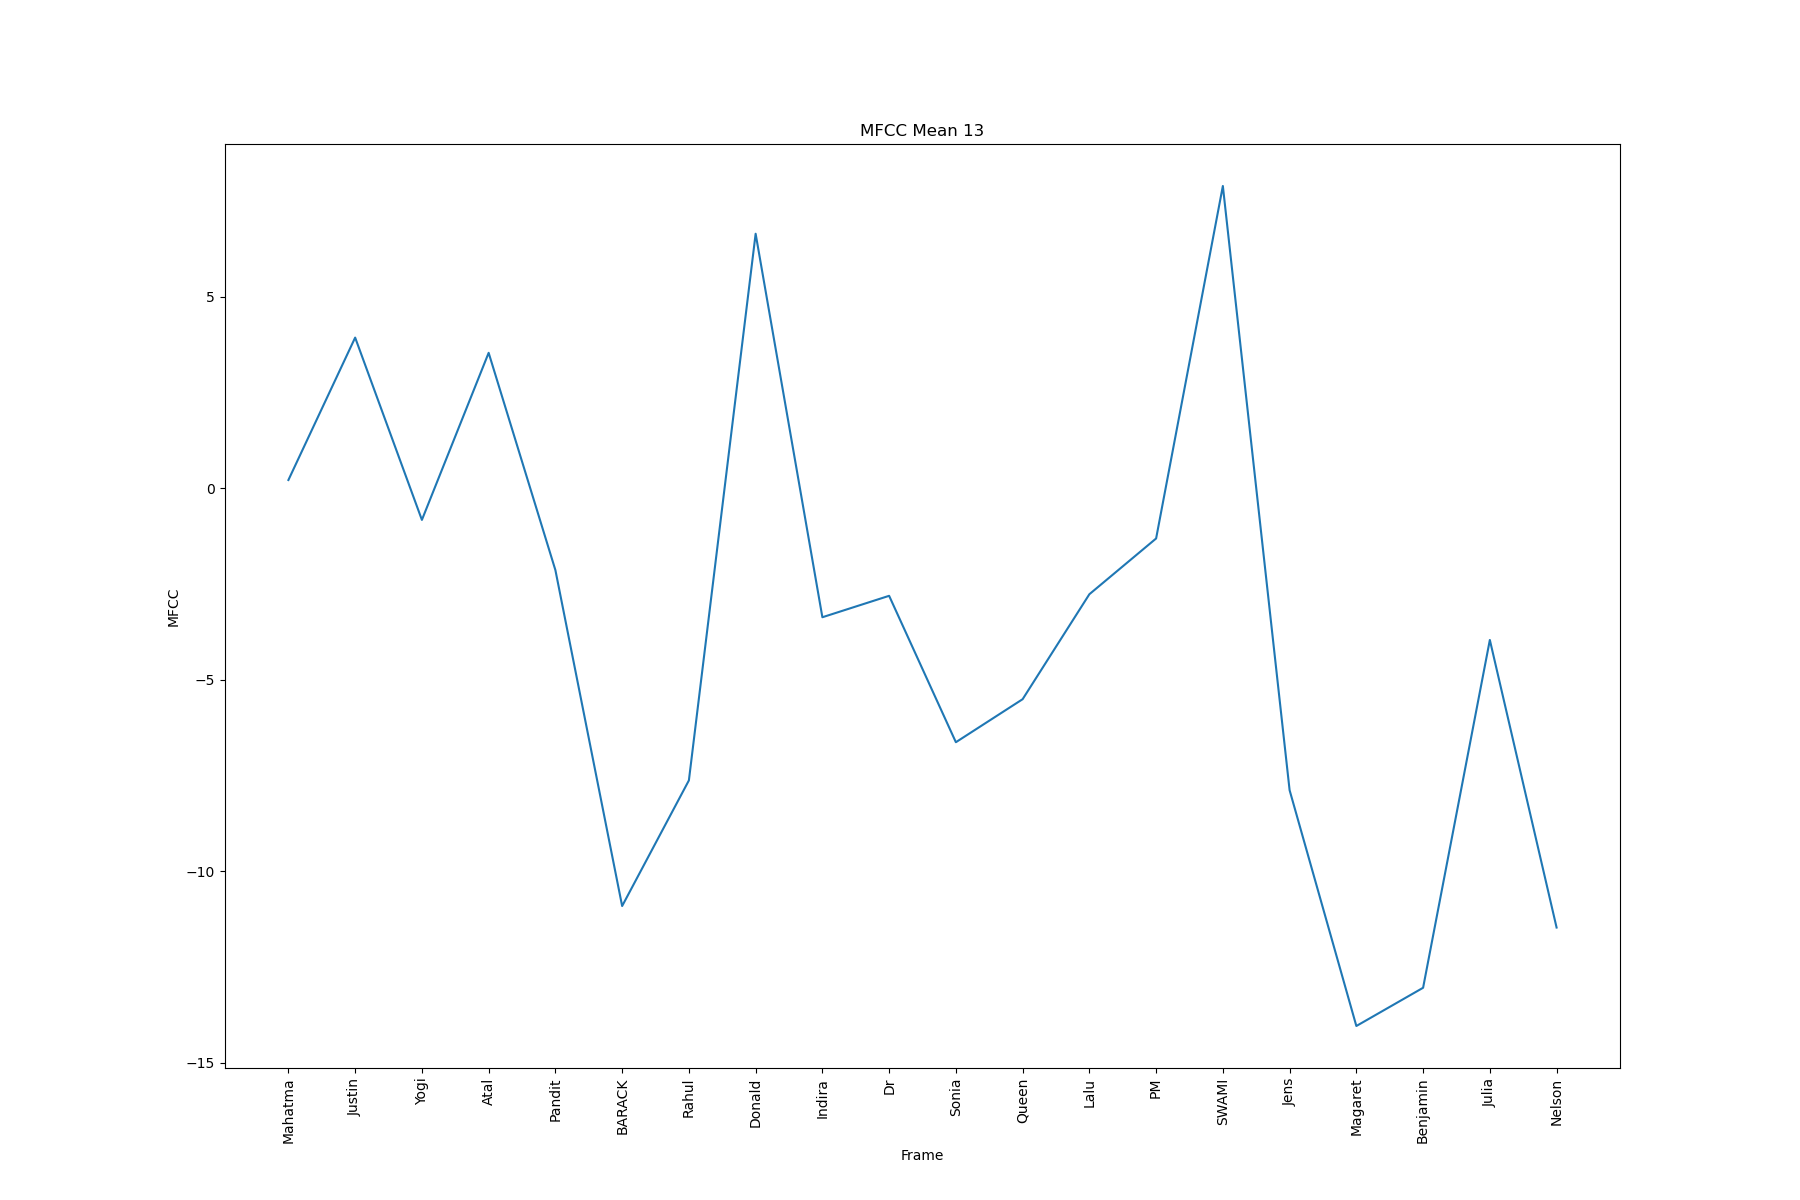 MFCC Mean 13
MFCC
5
0
−5
−10
−15
Mahatma
Justin
Yogi
Atal
Pandit
BARACK
Rahul
Donald
Indira
Dr
Sonia
Queen
Lalu
PM
SWAMI
Jens
Magaret
Benjamin
Julia
Nelson
Frame